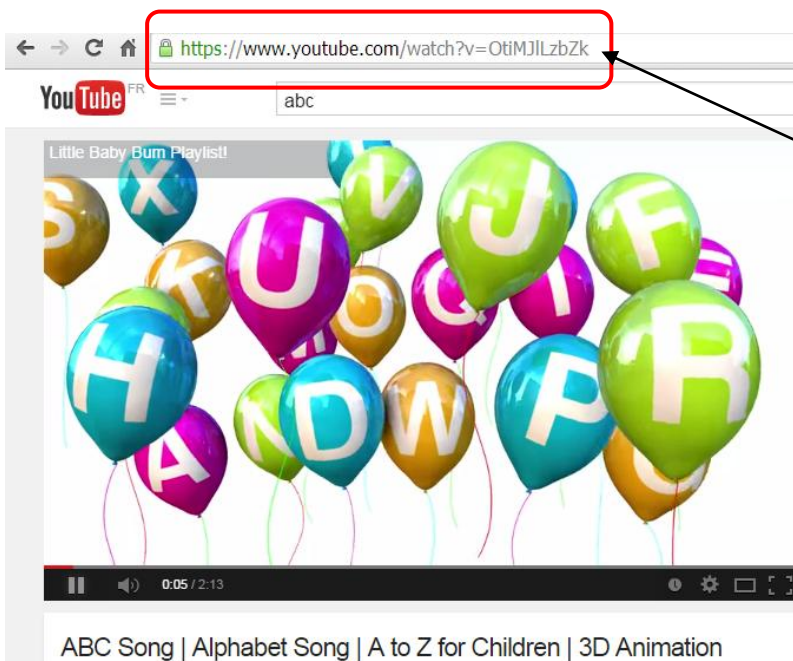 https://www.youtube.com/watch?v=OtiMJlLzbZk
YouTube FR
abc
Little Baby Bum Playlist!
S X V J F
K U O Q I E
H M R
A N D W P
0:05 / 2:13
ABC Song | Alphabet Song | A to Z for Children | 3D Animation